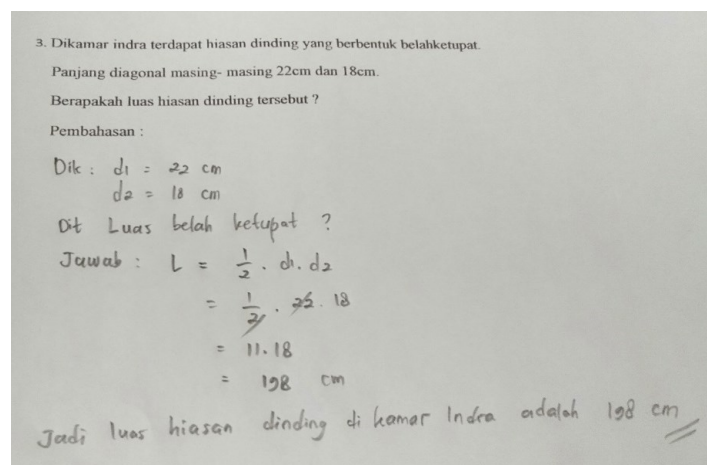 3. Dikamar indra terdapat hiasan dinding yang berbentuk belahketupat.
Panjang diagonal masing- masing 22cm dan 18cm.
Berapakah luas hiasan dinding tersebut ?
Pembahasan :
Dik : d1 = 22 cm
d2 = 18 cm
Dit Luas belah ketupat ?
Jawab : L = 1/2 . d1. d2
= 1/2 . 22 . 18
= 11. 18
= 198 cm
Jadi luas hiasan dinding di kamar Indra adalah 198 cm